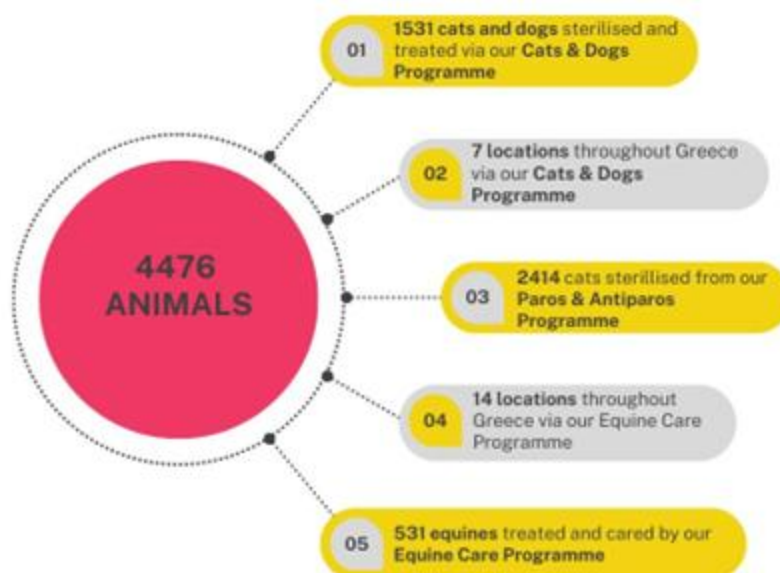 01
1531 cats and dogs sterilised and
treated via our Cats & Dogs
Programme
02
7 locations throughout Greece
via our Cats & Dogs
Programme
4476
ANIMALS
03
2414 cats sterillised from our
Paros & Antiparos
Programme
04
14 locations throughout
Greece via our Equine Care
Programme
05
531 equines treated and cared by our
Equine Care Programme